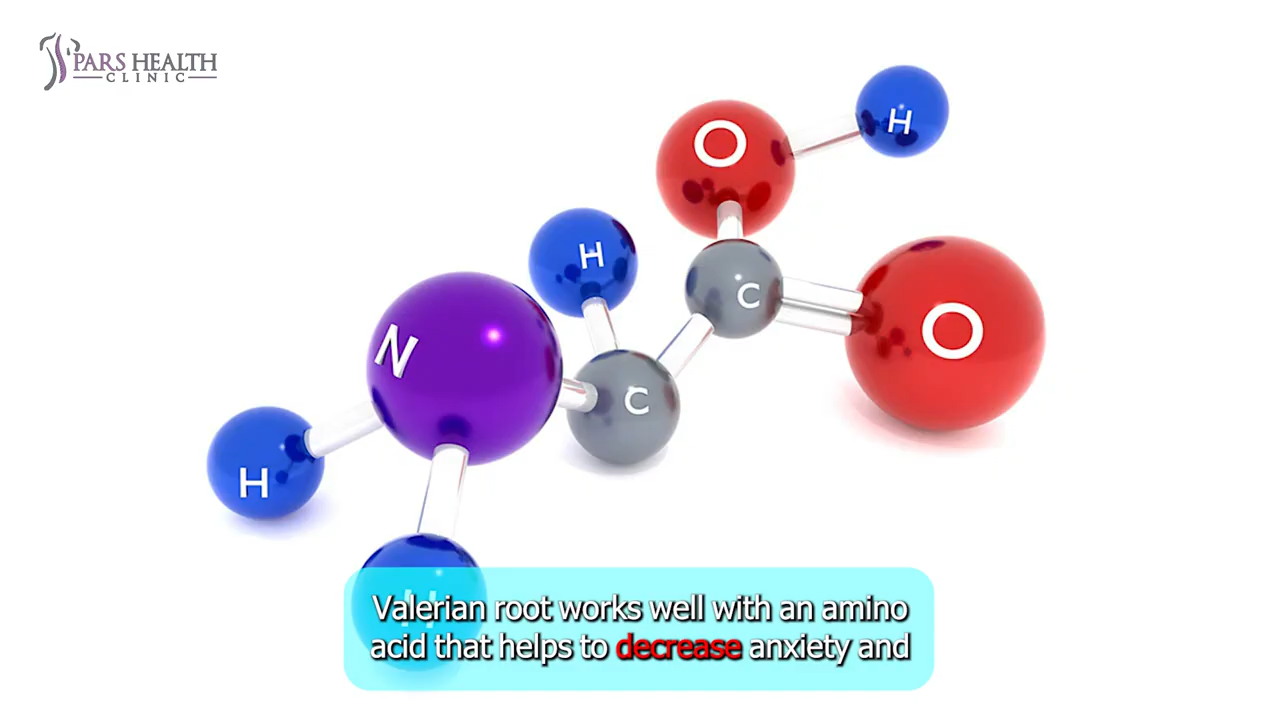 PARS HEALTH
CLINIC
O
H
H
C
O
N
C
H
H
Valerian root works well with an amino
acid that helps to decrease anxiety and